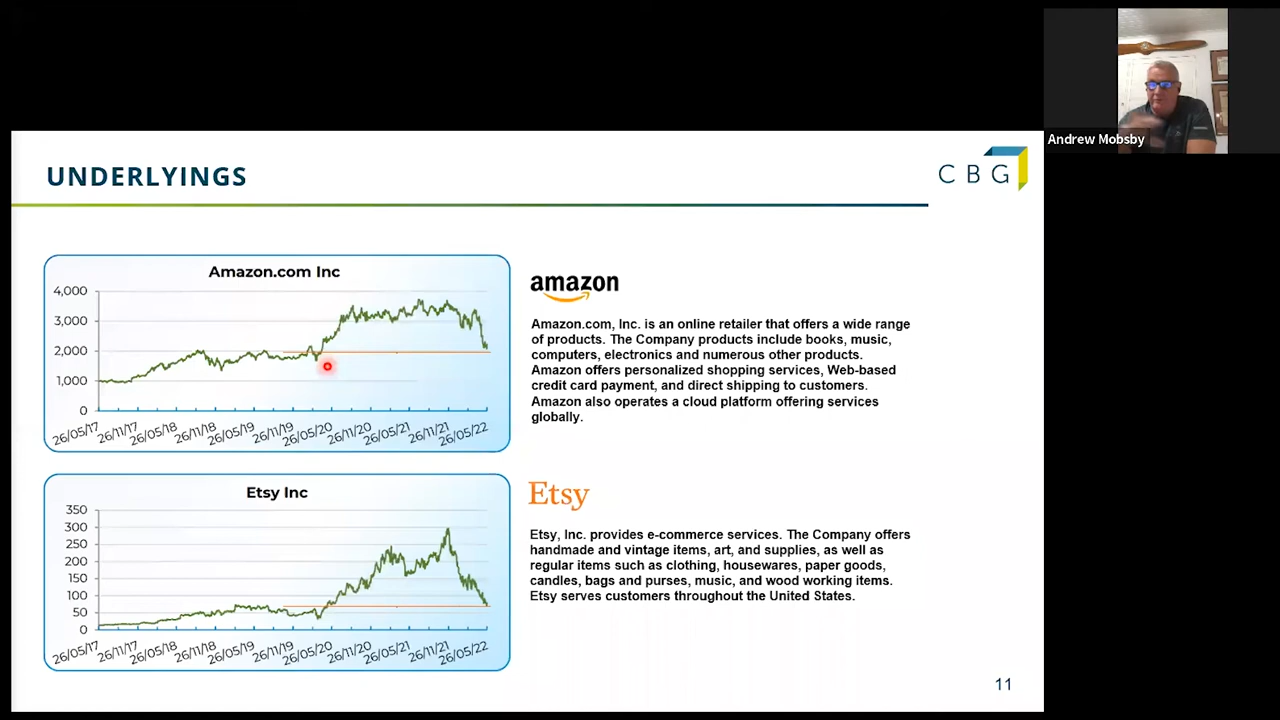 Andrew Mobsby
UNDERLYINGS
CBG
Amazon.com Inc
4,000
3,000
2,000
1,000
0
26/05/17
26/11/17
26/05/18
26/11/18
26/05/19
26/11/19
26/05/20
26/11/20
26/05/21
26/11/21
26/05/22
amazon
Amazon.com, Inc. is an online retailer that offers a wide range
of products. The Company products include books, music,
computers, electronics and numerous other products.
Amazon offers personalized shopping services, Web-based
credit card payment, and direct shipping to customers.
Amazon also operates a cloud platform offering services
globally.
Etsy Inc
350
300
250
200
150
100
50
0
26/05/17
26/11/17
26/05/18
26/11/18
26/05/19
26/11/19
26/05/20
26/11/20
26/05/21
26/11/21
26/05/22
Etsy
Etsy, Inc. provides e-commerce services. The Company offers
handmade and vintage items, art, and supplies, as well as
regular items such as clothing, housewares, paper goods,
candles, bags and purses, music, and wood working items.
Etsy serves customers throughout the United States.
11